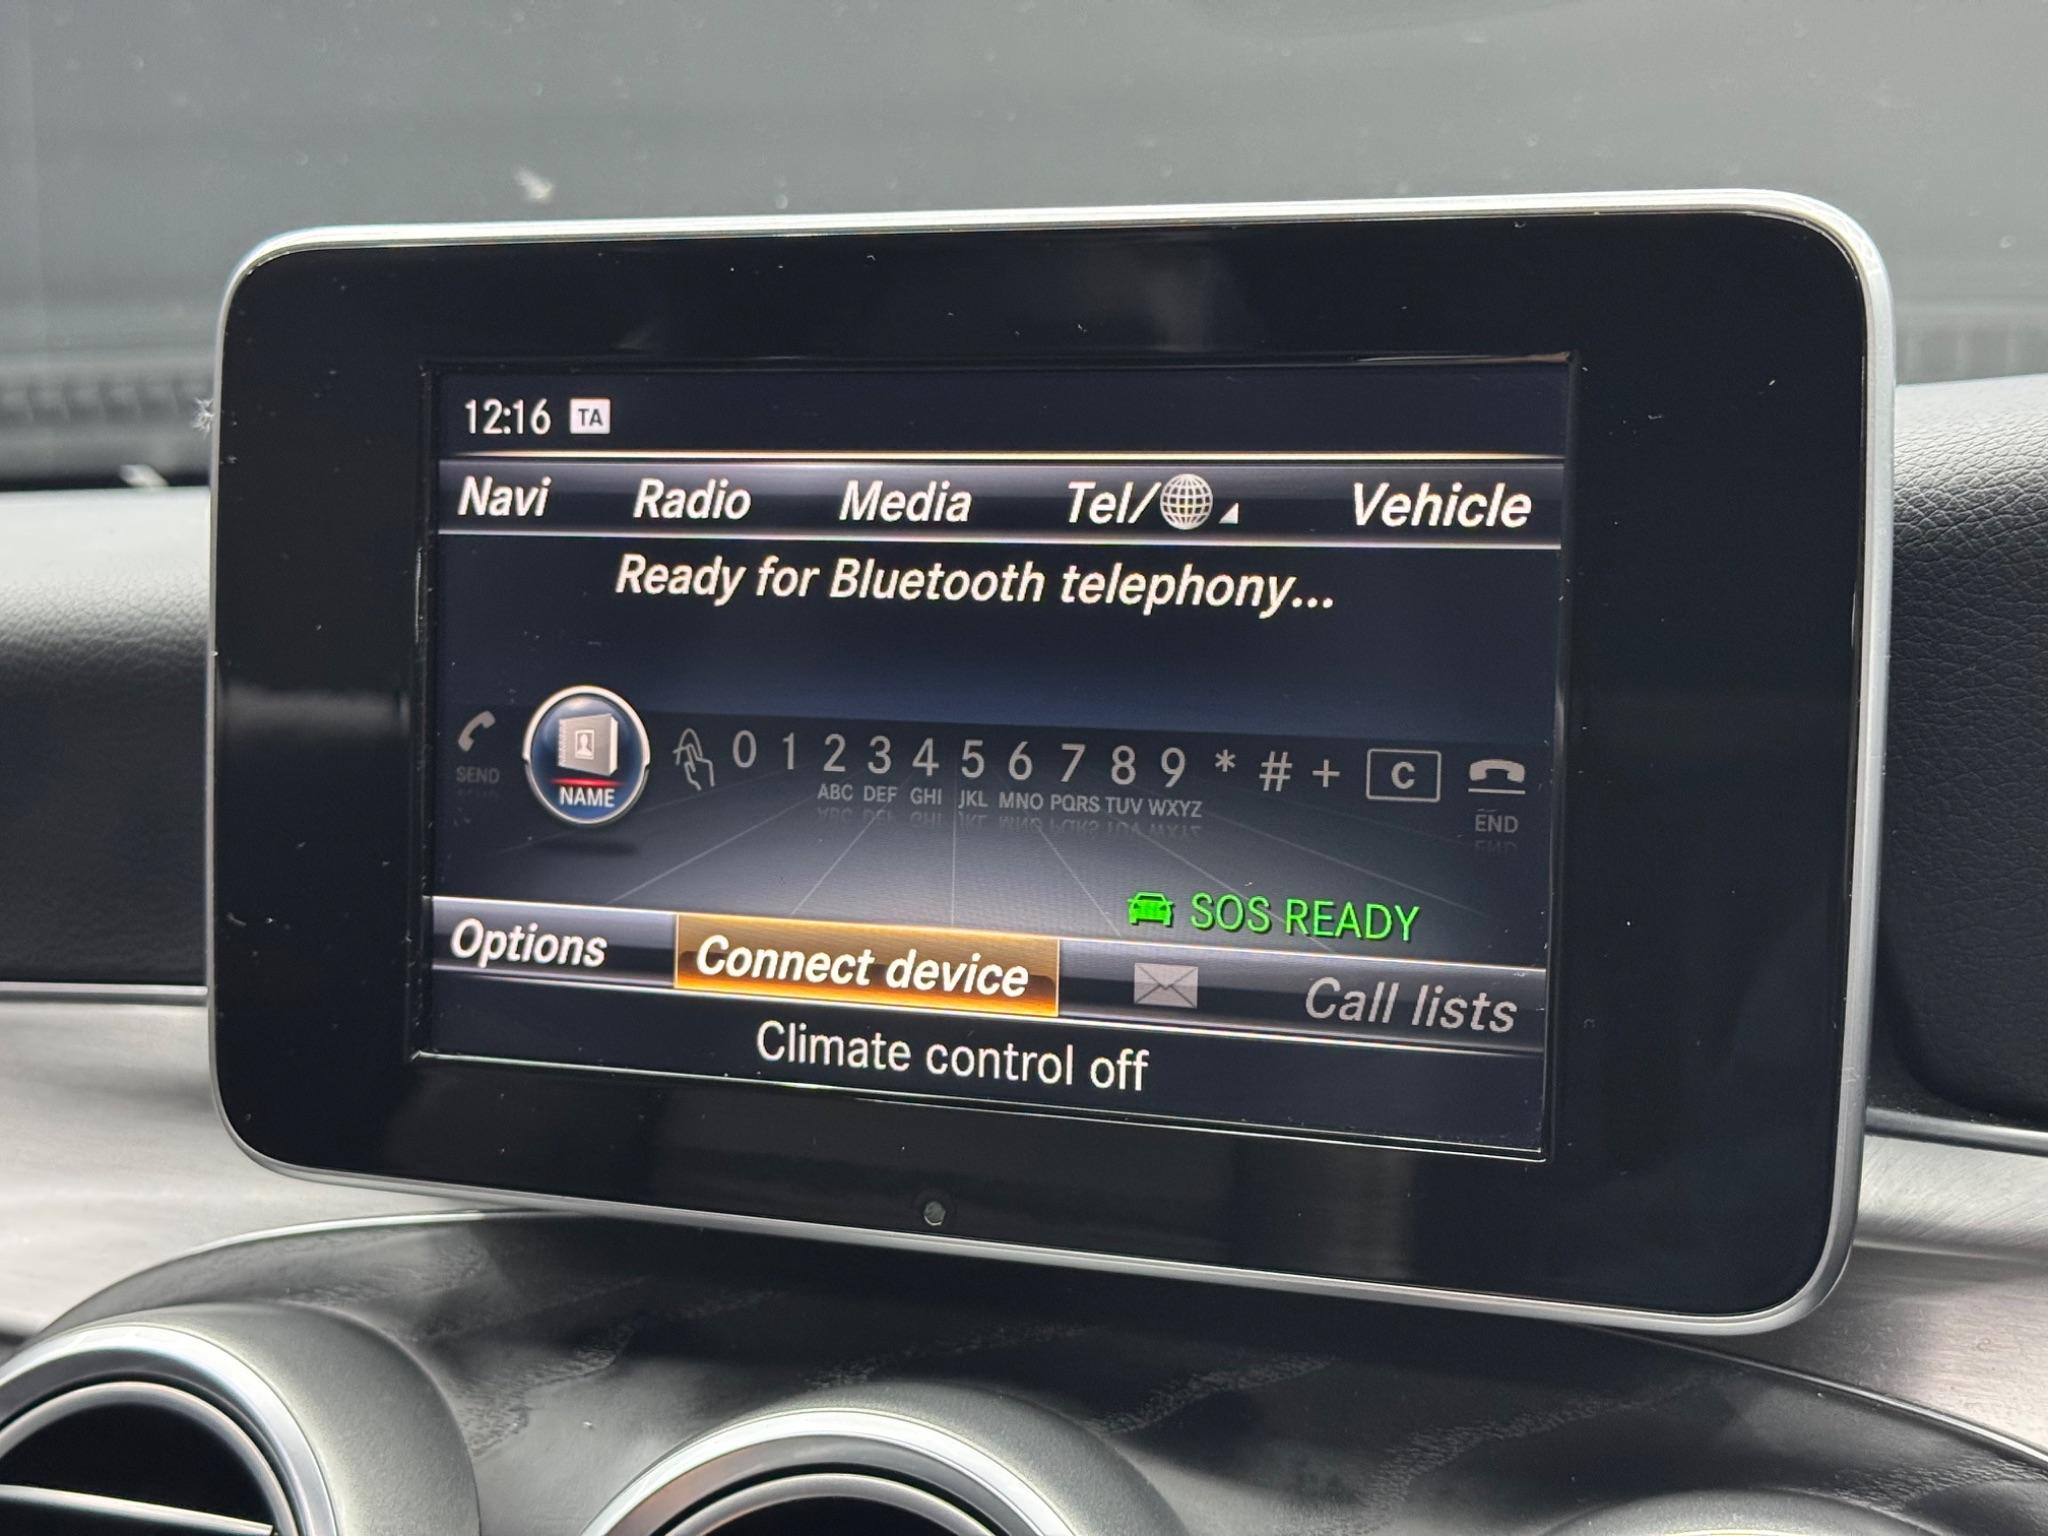 12:16 TA
Navi Radio Media Tel/ Vehicle
Ready for Bluetooth telephony...
0 1 2 3 4 5 6 7 8 9 * # + C
SEND NAME ABC DEF GHI JKL MNO PQRS TUV WXYZ END
SOS READY
Options Connect device Call lists
Climate control off